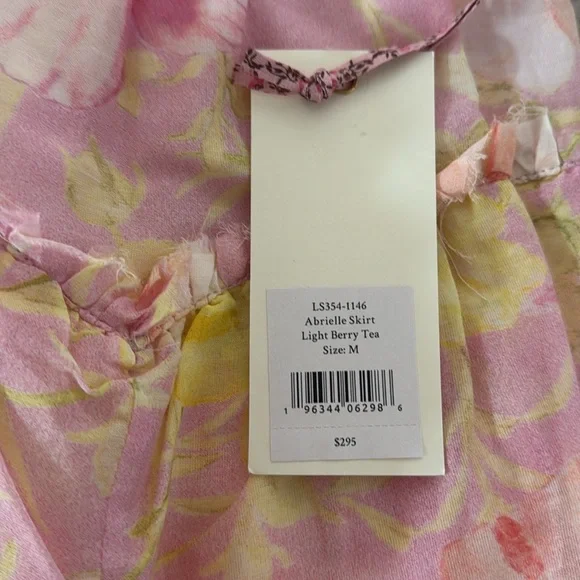 LS354-1146
Abrielle Skirt
Light Berry Tea
Size: M
1 96344 06298 6
$295